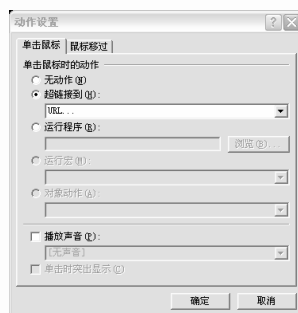 动作设置
单击鼠标 鼠标移过
单击鼠标时的动作
无动作(N)
超链接到(H):
URL...
运行程序(R):
浏览(B)...
运行宏(M):
对象动作(A):
播放声音(P):
[无声音]
单击时突出显示(C)
确定 取消